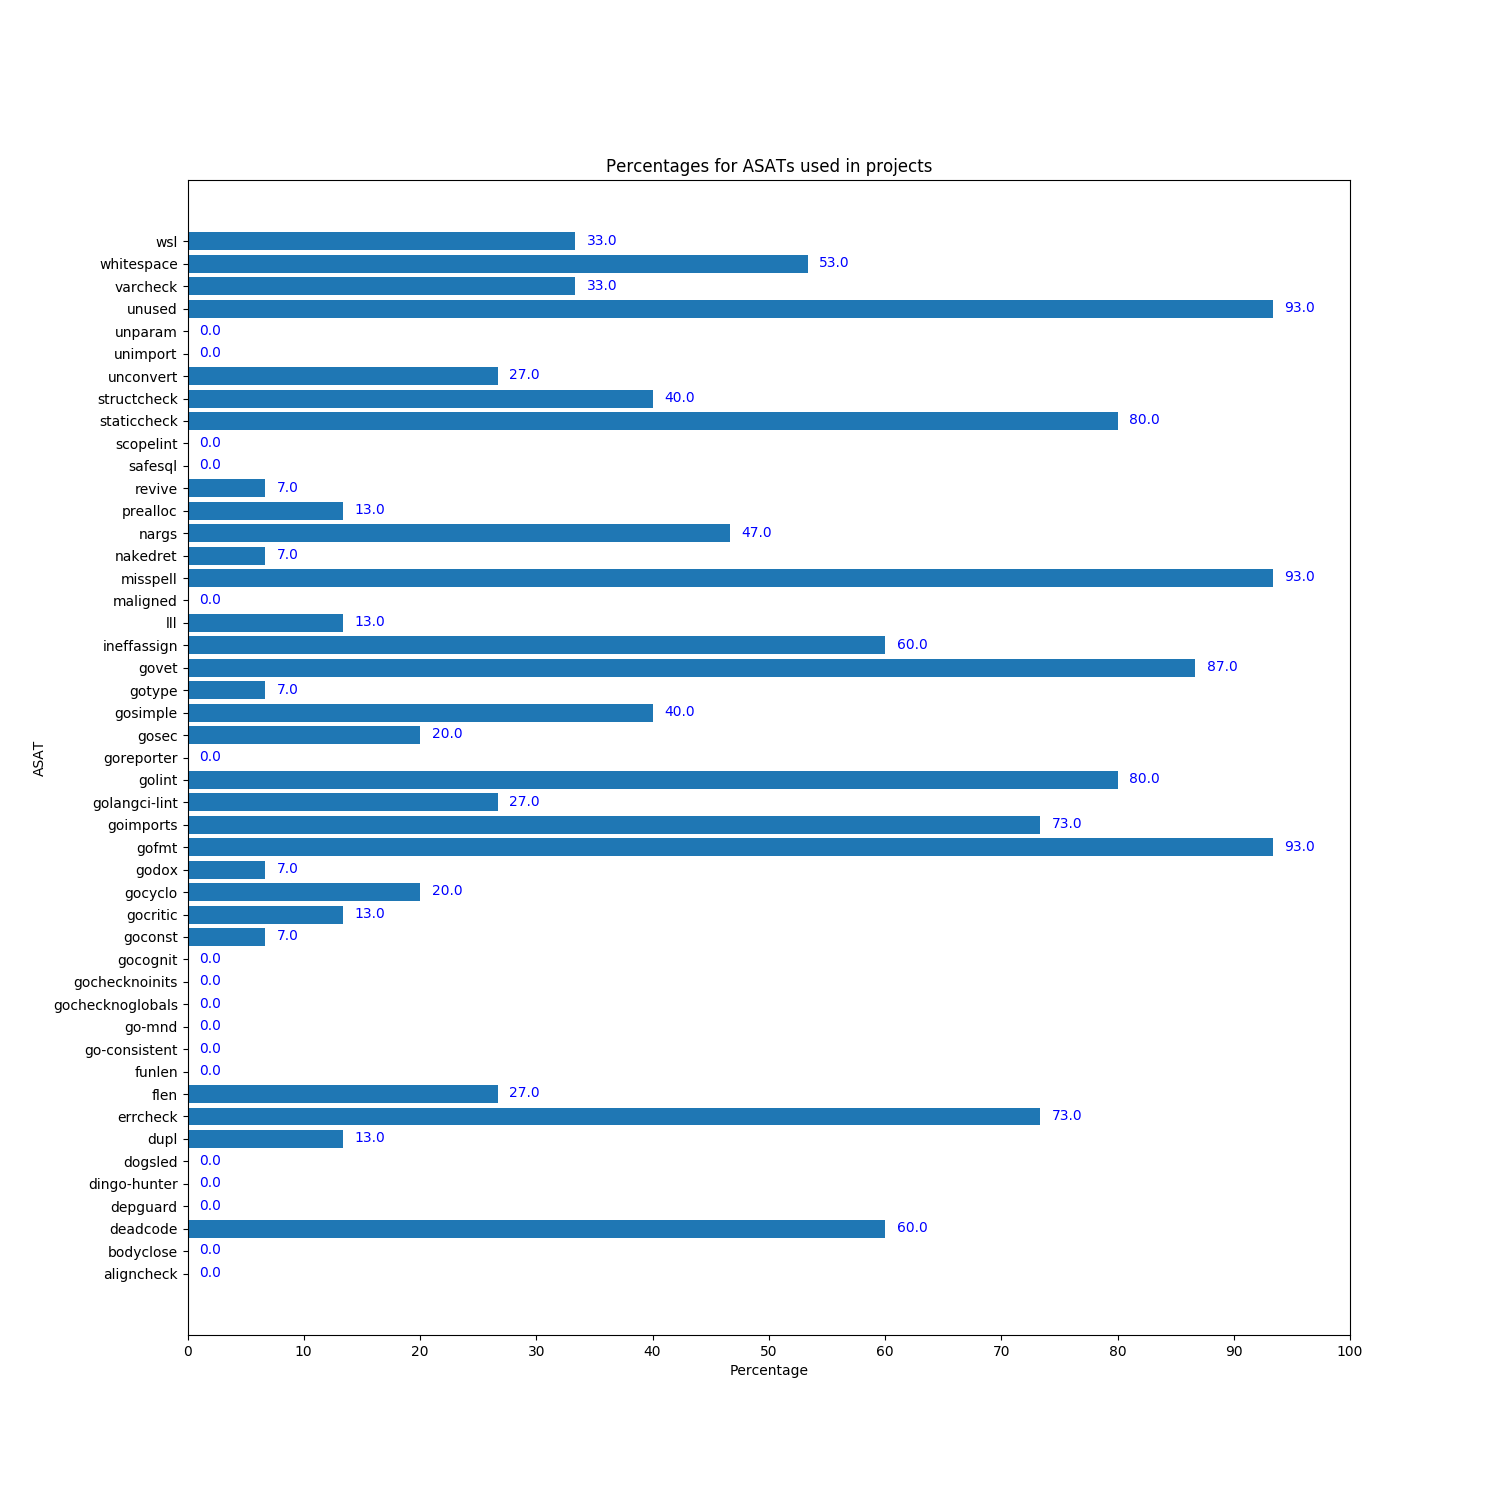 Percentages for ASATs used in projects
wsl 33.0
whitespace 53.0
varcheck 33.0
unused 93.0
unparam 0.0
unimport 0.0
unconvert 27.0
structcheck 40.0
staticcheck 80.0
scopelint 0.0
safesql 0.0
revive 7.0
prealloc 13.0
nargs 47.0
nakedret 7.0
misspell 93.0
maligned 0.0
lll 13.0
ineffassign 60.0
govet 87.0
gotype 7.0
gosimple 40.0
gosec 20.0
goreporter 0.0
golint 80.0
golangci-lint 27.0
goimports 73.0
gofmt 93.0
godox 7.0
gocyclo 20.0
gocritic 13.0
goconst 7.0
gocognit 0.0
gochecknoinits 0.0
gochecknoglobals 0.0
go-mnd 0.0
go-consistent 0.0
funlen 0.0
flen 27.0
errcheck 73.0
dupl 13.0
dogsled 0.0
dingo-hunter 0.0
depguard 0.0
deadcode 60.0
bodyclose 0.0
aligncheck 0.0
ASAT
0 10 20 30 40 50 60 70 80 90 100
Percentage